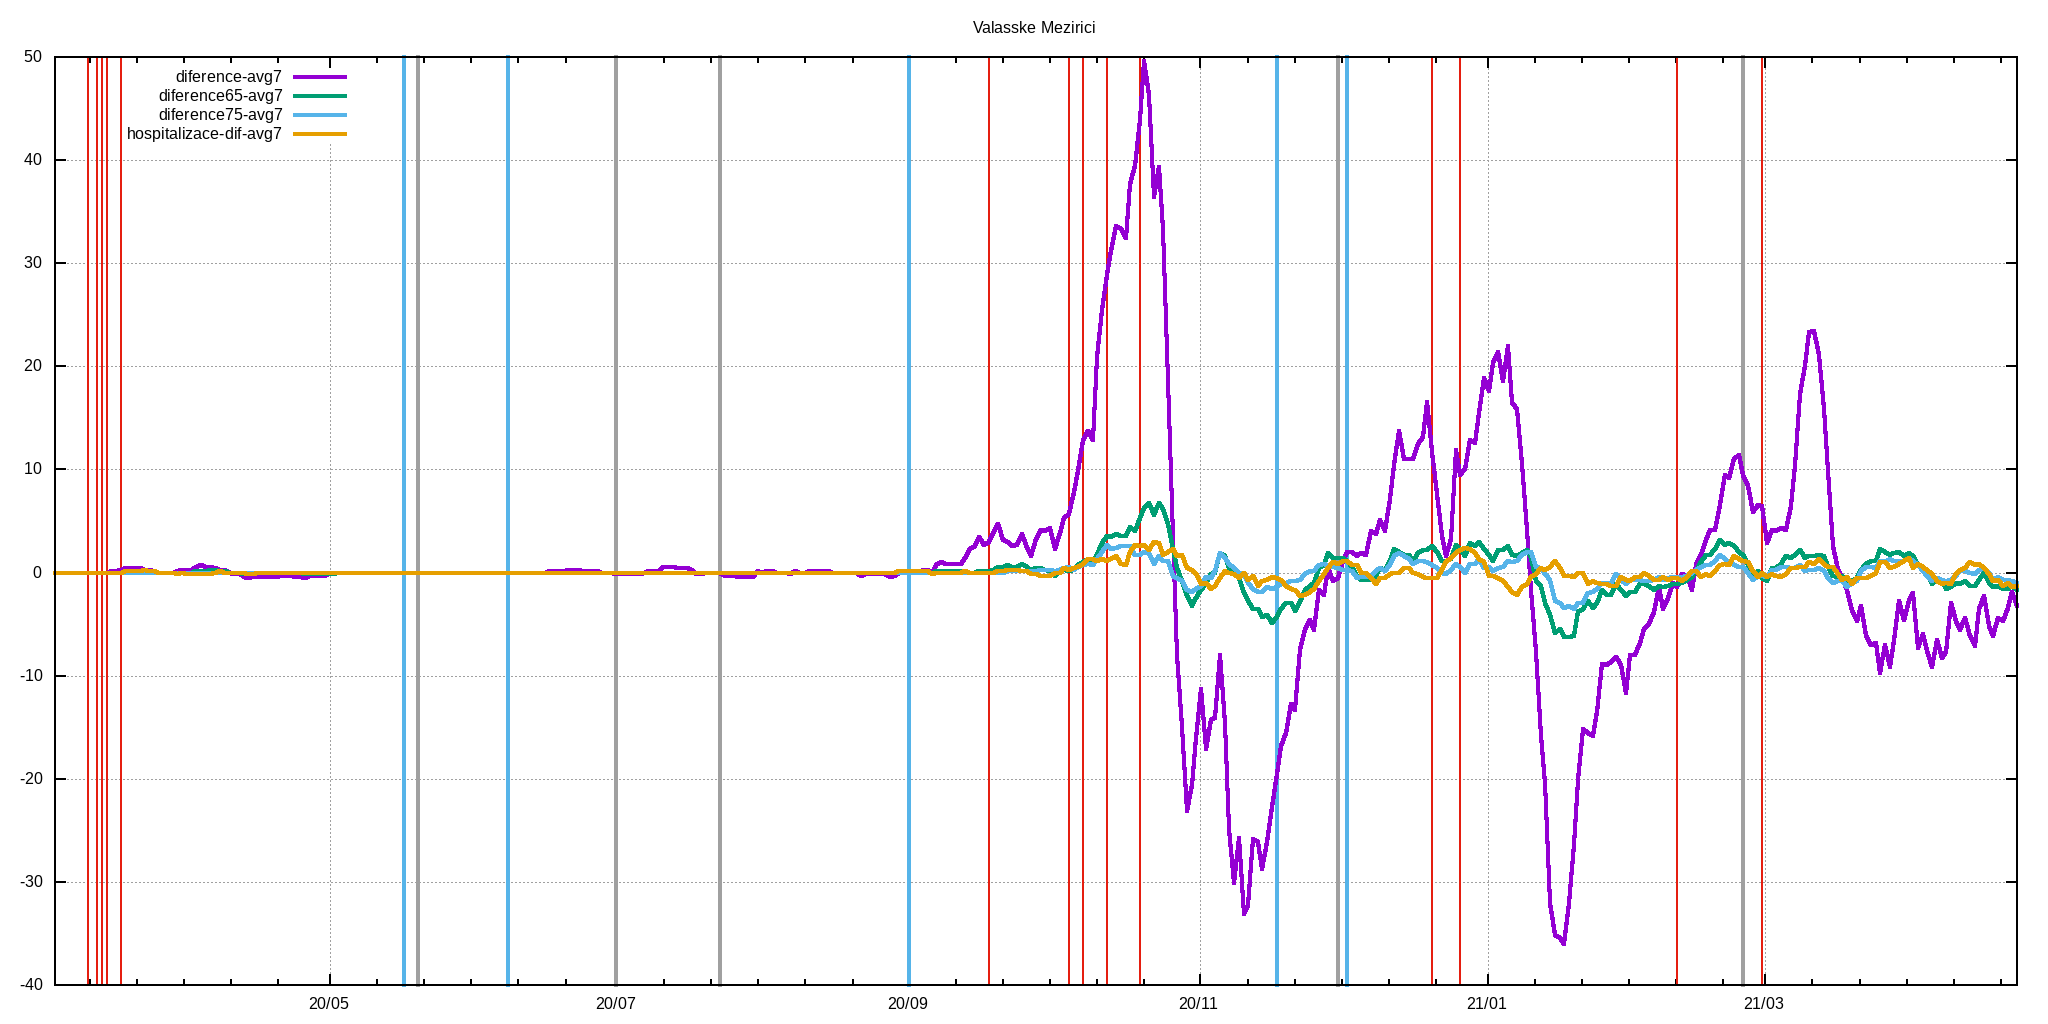 Valasske Mezirici
50
diference-avg7
diference65-avg7
diference75-avg7
hospitalizace-dif-avg7
40
30
20
10
0
-10
-20
-30
-40
20/05 20/07 20/09 20/11 21/01 21/03